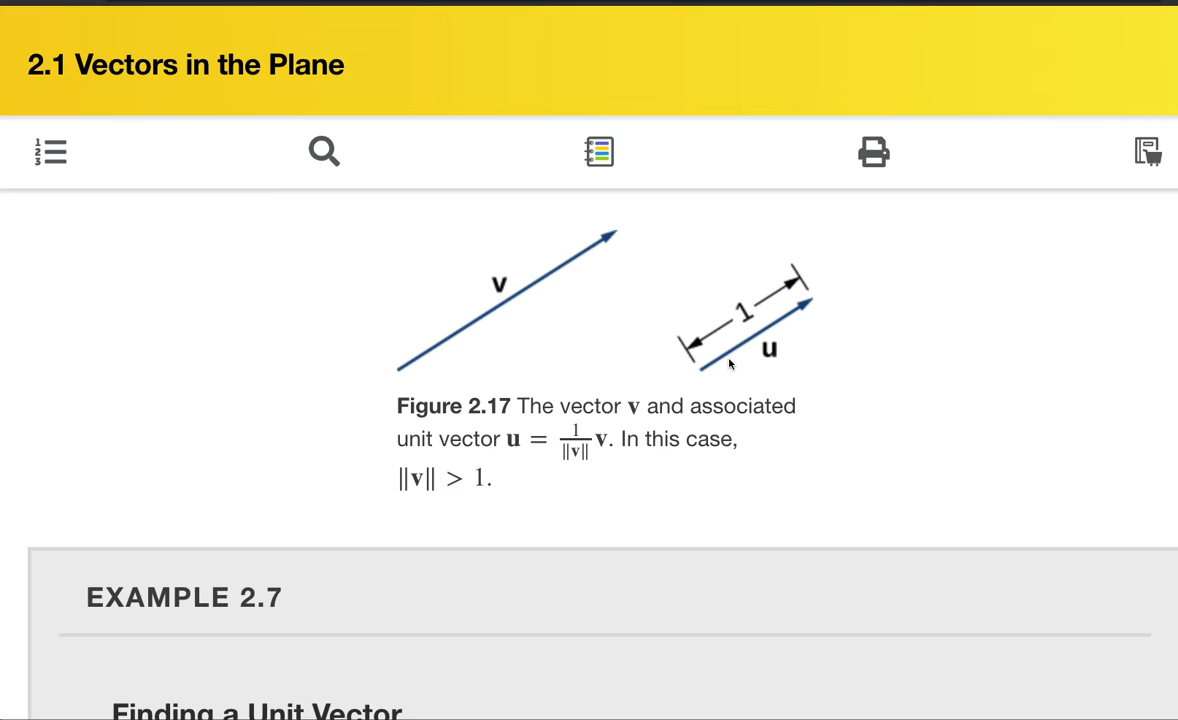 2.1 Vectors in the Plane
v
1
u
Figure 2.17 The vector v and associated
unit vector u = 1/‖v‖ v. In this case,
‖v‖ > 1.
EXAMPLE 2.7
Finding a Unit Vector